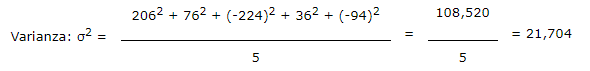 Varianza: σ² = 206² + 76² + (-224)² + 36² + (-94)² / 5 = 108,520 / 5 = 21,704